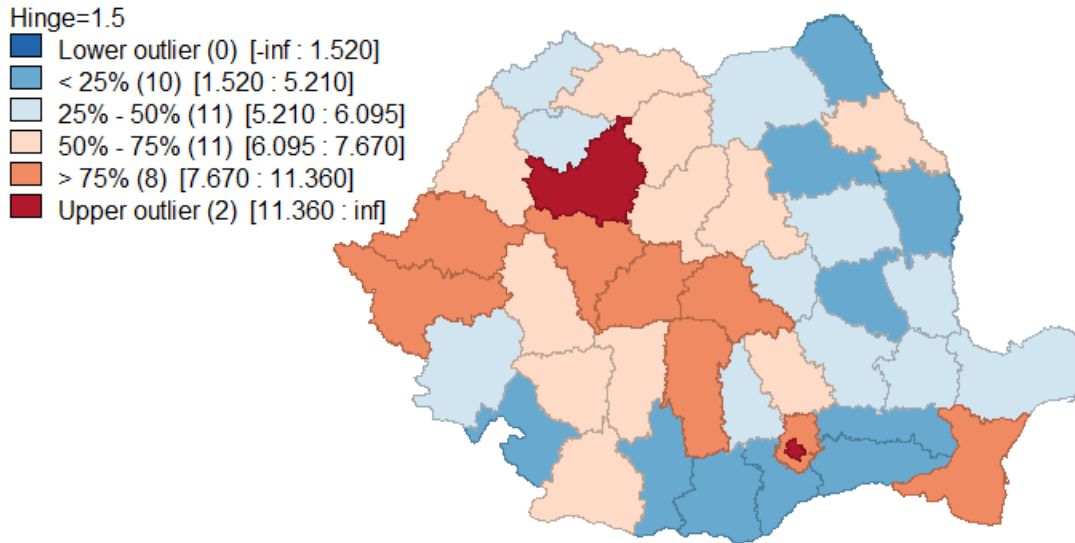 Hinge=1.5
Lower outlier (0) [-inf : 1.520]
< 25% (10) [1.520 : 5.210]
25% - 50% (11) [5.210 : 6.095]
50% - 75% (11) [6.095 : 7.670]
> 75% (8) [7.670 : 11.360]
Upper outlier (2) [11.360 : inf]